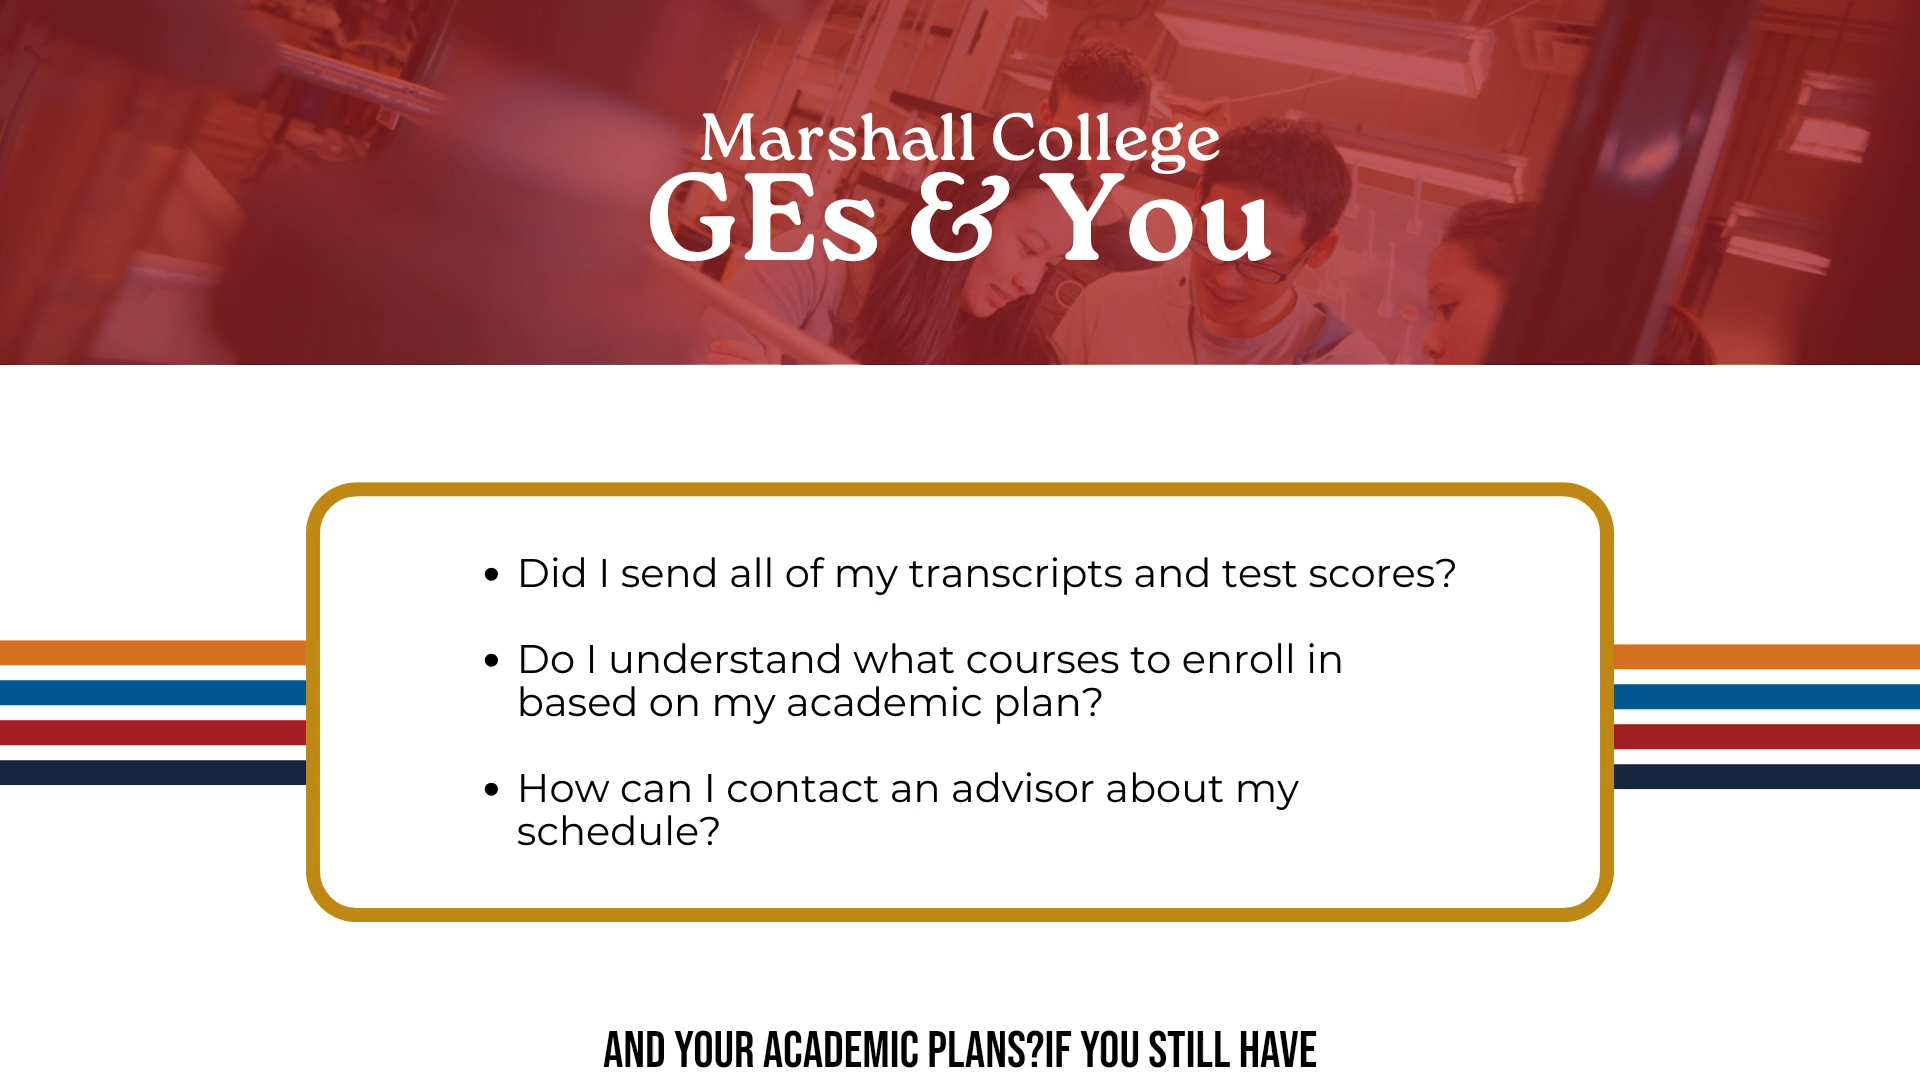 Marshall College
GEs & You
• Did I send all of my transcripts and test scores?
• Do I understand what courses to enroll in
based on my academic plan?
• How can I contact an advisor about my
schedule?
AND YOUR ACADEMIC PLANS?IF YOU STILL HAVE